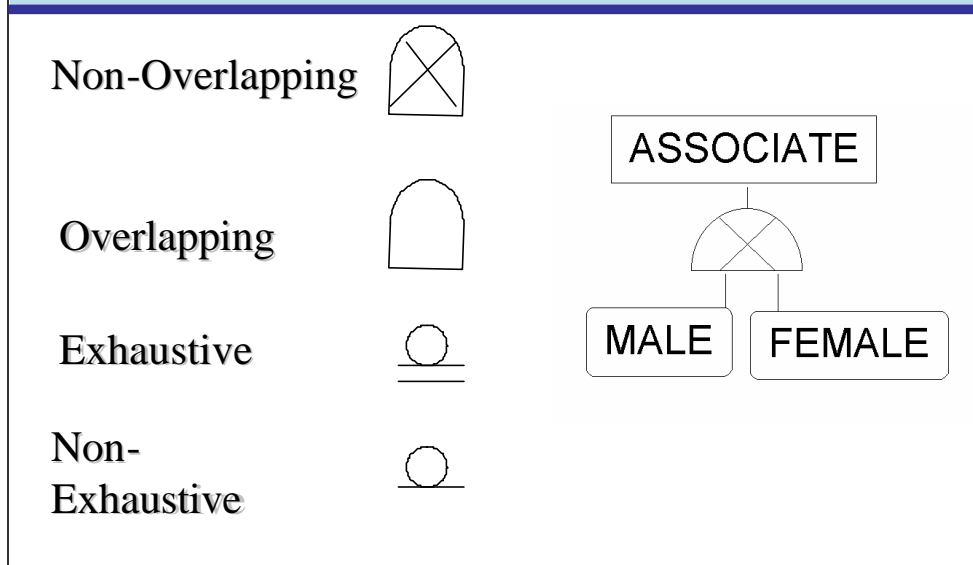 Non-Overlapping
Overlapping
Exhaustive
Non-
Exhaustive
ASSOCIATE
MALE
FEMALE